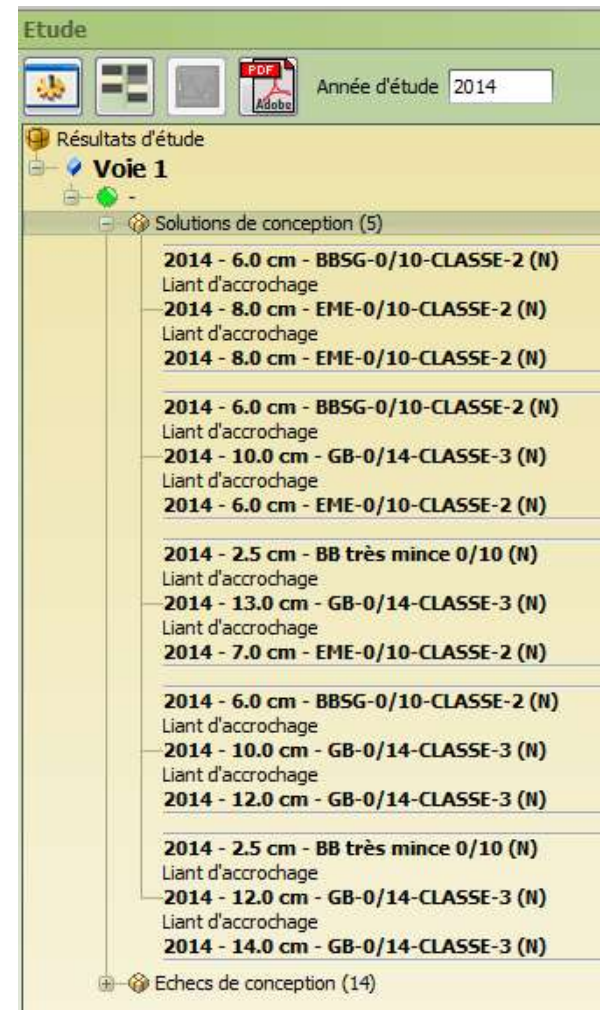 Etude
PDF Adobe Année d'étude 2014
Résultats d'étude
Voie 1
-
Solutions de conception (5)
2014 - 6.0 cm - BBSG-0/10-CLASSE-2 (N)
Liant d'accrochage
2014 - 8.0 cm - EME-0/10-CLASSE-2 (N)
Liant d'accrochage
2014 - 8.0 cm - EME-0/10-CLASSE-2 (N)
2014 - 6.0 cm - BBSG-0/10-CLASSE-2 (N)
Liant d'accrochage
2014 - 10.0 cm - GB-0/14-CLASSE-3 (N)
Liant d'accrochage
2014 - 6.0 cm - EME-0/10-CLASSE-2 (N)
2014 - 2.5 cm - BB très mince 0/10 (N)
Liant d'accrochage
2014 - 13.0 cm - GB-0/14-CLASSE-3 (N)
Liant d'accrochage
2014 - 7.0 cm - EME-0/10-CLASSE-2 (N)
2014 - 6.0 cm - BBSG-0/10-CLASSE-2 (N)
Liant d'accrochage
2014 - 10.0 cm - GB-0/14-CLASSE-3 (N)
Liant d'accrochage
2014 - 12.0 cm - GB-0/14-CLASSE-3 (N)
2014 - 2.5 cm - BB très mince 0/10 (N)
Liant d'accrochage
2014 - 12.0 cm - GB-0/14-CLASSE-3 (N)
Liant d'accrochage
2014 - 14.0 cm - GB-0/14-CLASSE-3 (N)
Echecs de conception (14)